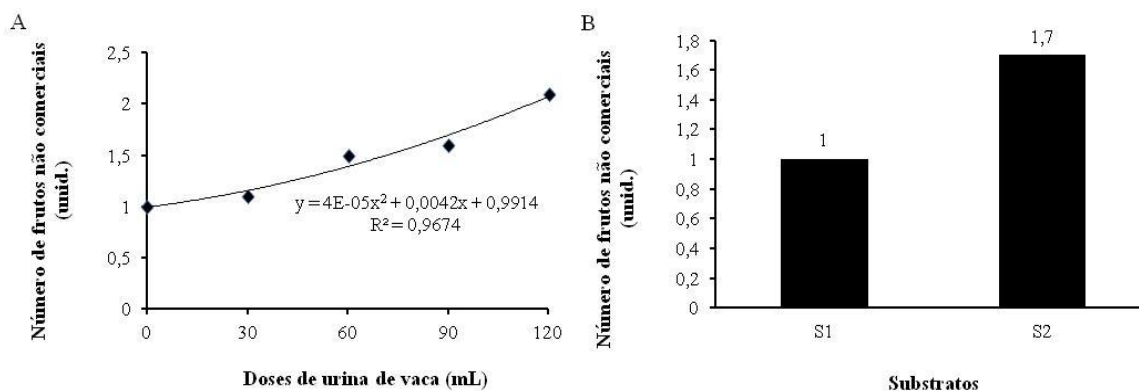 A
Número de frutos não comerciais
(unid.)
2,5
2
1,5
1
0,5
0
y = 4E-05x² + 0,0042x + 0,9914
R² = 0,9674
0 30 60 90 120
Doses de urina de vaca (mL)
B
Número de frutos não comerciais
(unid.)
1,8
1,6
1,4
1,2
1
0,8
0,6
0,4
0,2
0
1
1,7
S1 S2
Substratos